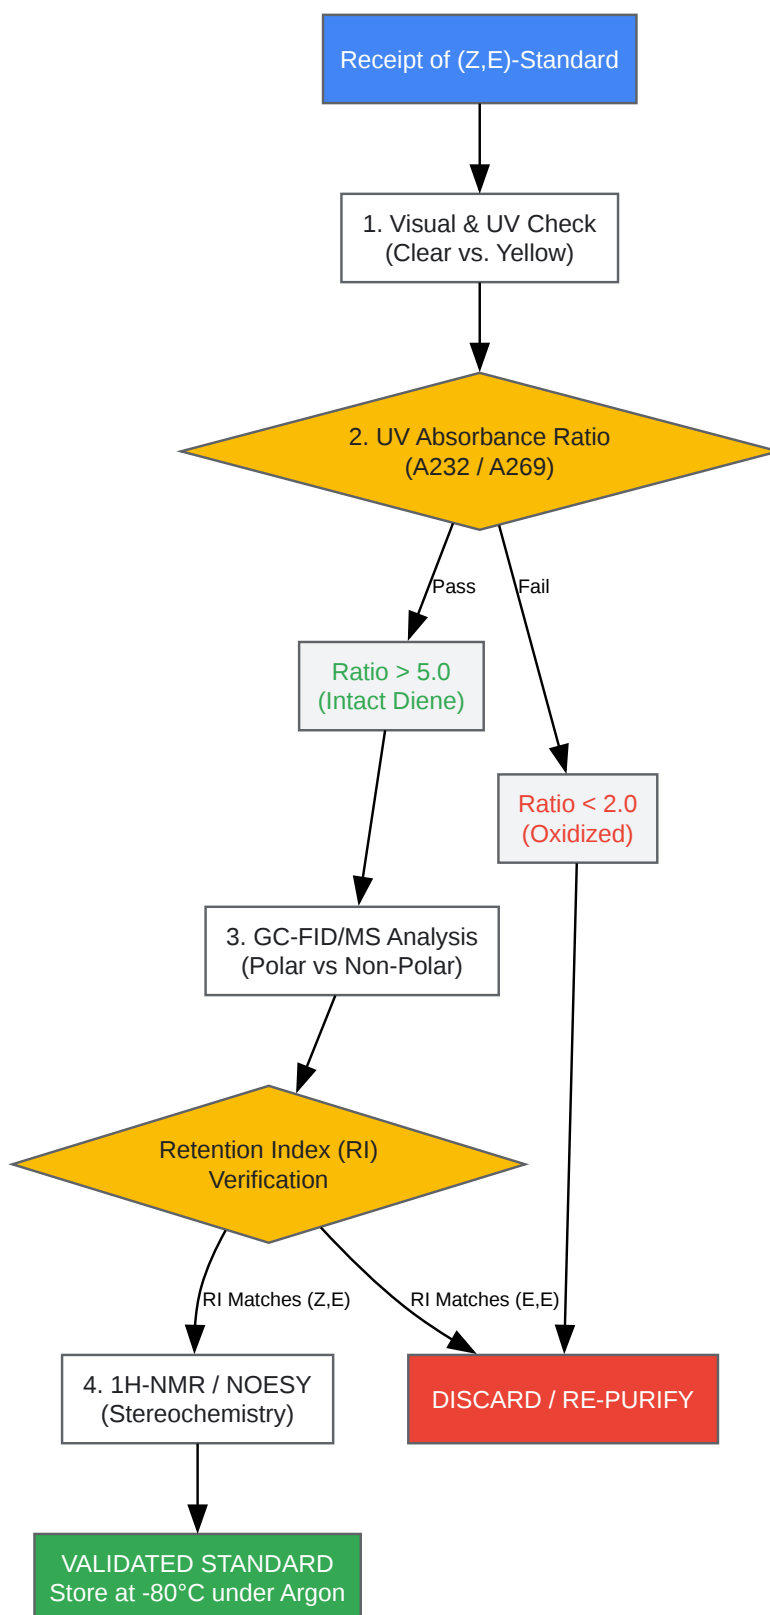 Receipt of (Z,E)-Standard
1. Visual & UV Check
(Clear vs. Yellow)
2. UV Absorbance Ratio
(A232 / A269)
Pass
Fail
Ratio > 5.0
(Intact Diene)
Ratio < 2.0
(Oxidized)
3. GC-FID/MS Analysis
(Polar vs Non-Polar)
Retention Index (RI)
Verification
RI Matches (Z,E)
RI Matches (E,E)
4. 1H-NMR / NOESY
(Stereochemistry)
DISCARD / RE-PURIFY
VALIDATED STANDARD
Store at -80°C under Argon